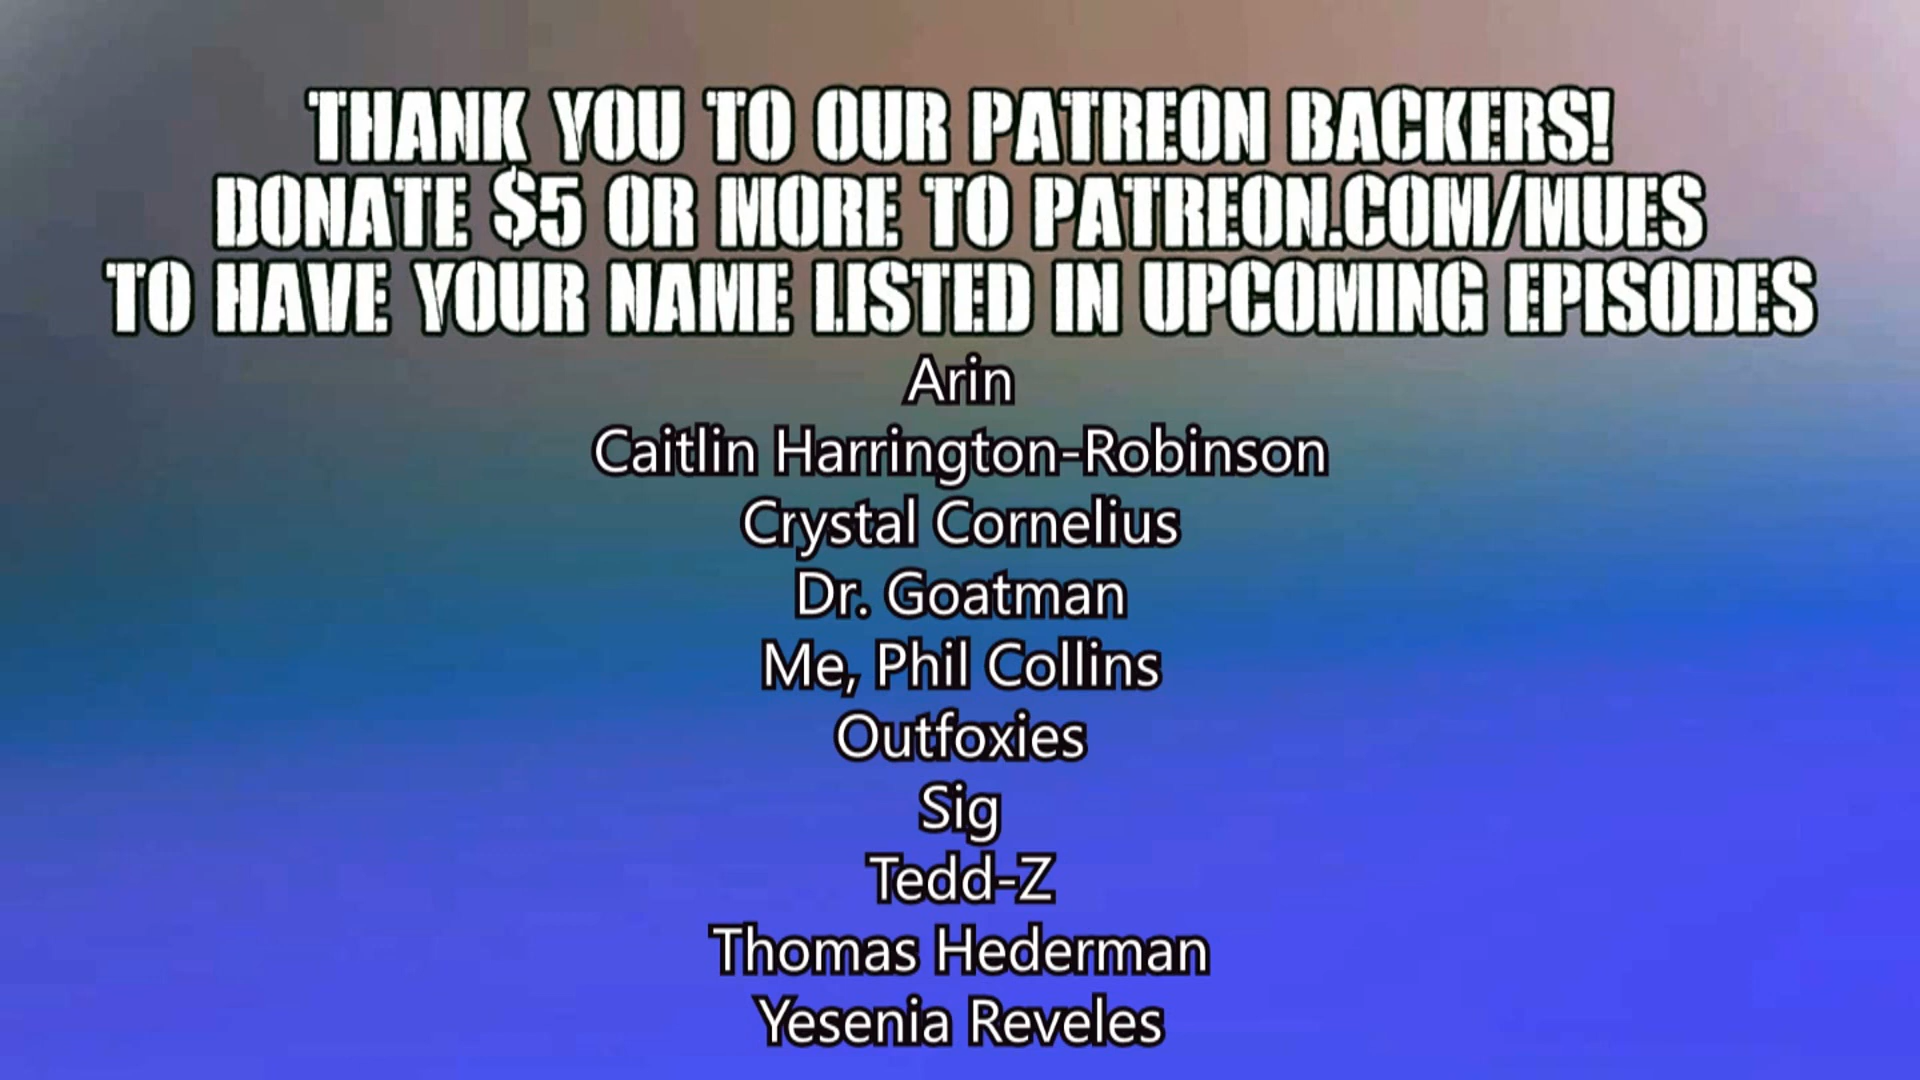 THANK YOU TO OUR PATREON BACKERS!
DONATE $5 OR MORE TO PATREON.COM/MUES
TO HAVE YOUR NAME LISTED IN UPCOMING EPISODES
Arin
Caitlin Harrington-Robinson
Crystal Cornelius
Dr. Goatman
Me, Phil Collins
Outfoxies
Sig
Tedd-Z
Thomas Hederman
Yesenia Reveles